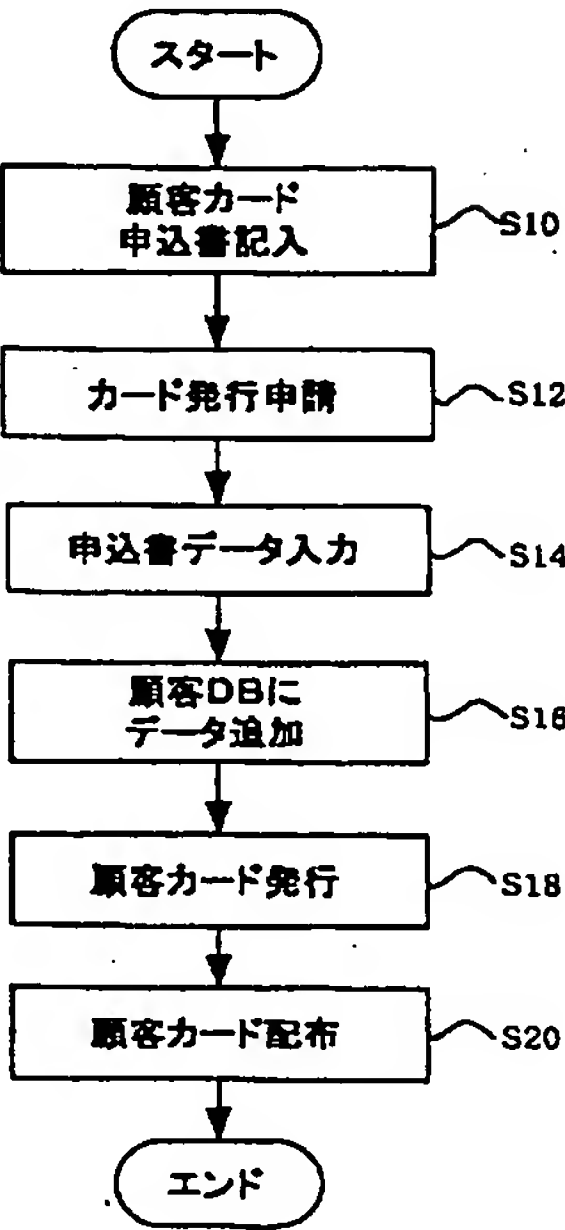 スタート
顧客カード
申込書記入
S10
カード発行申請
S12
申込書データ入力
S14
顧客DBに
データ追加
S16
顧客カード発行
S18
顧客カード配布
S20
エンド